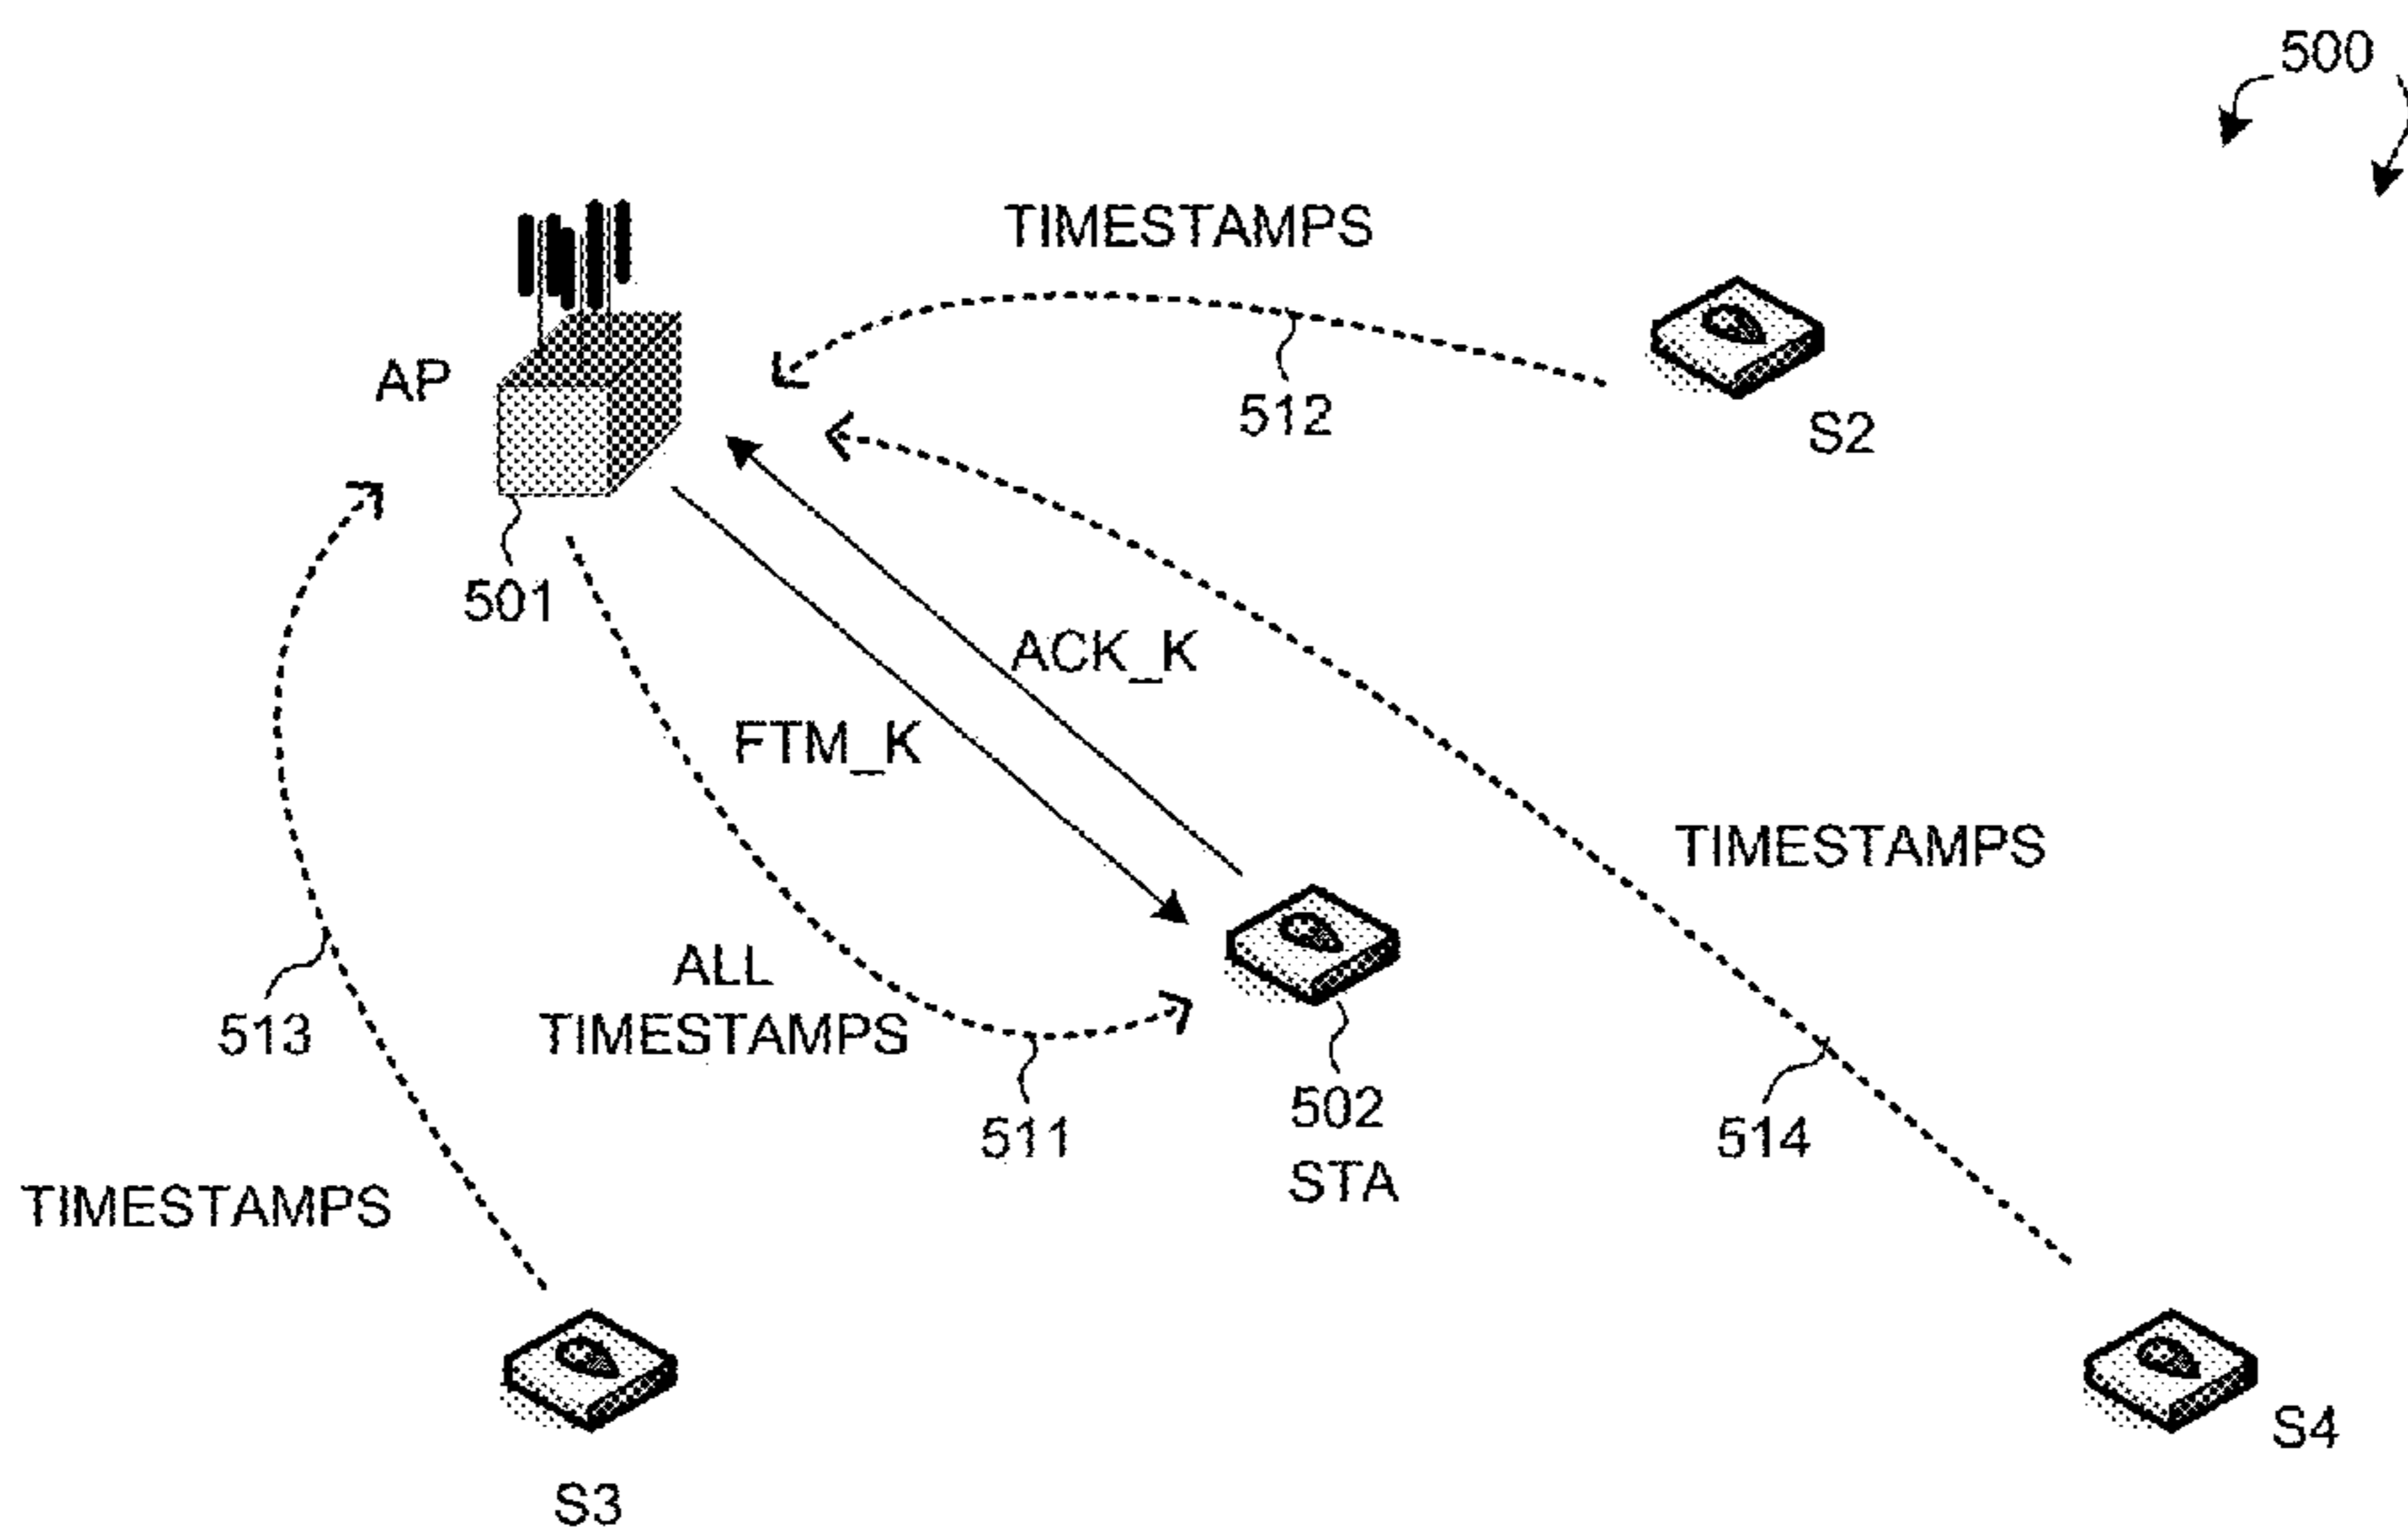 500
TIMESTAMPS
AP
512
S2
501
ACK_K
FTM_K
TIMESTAMPS
ALL
TIMESTAMPS
513
511
502
STA
514
TIMESTAMPS
S3
S4